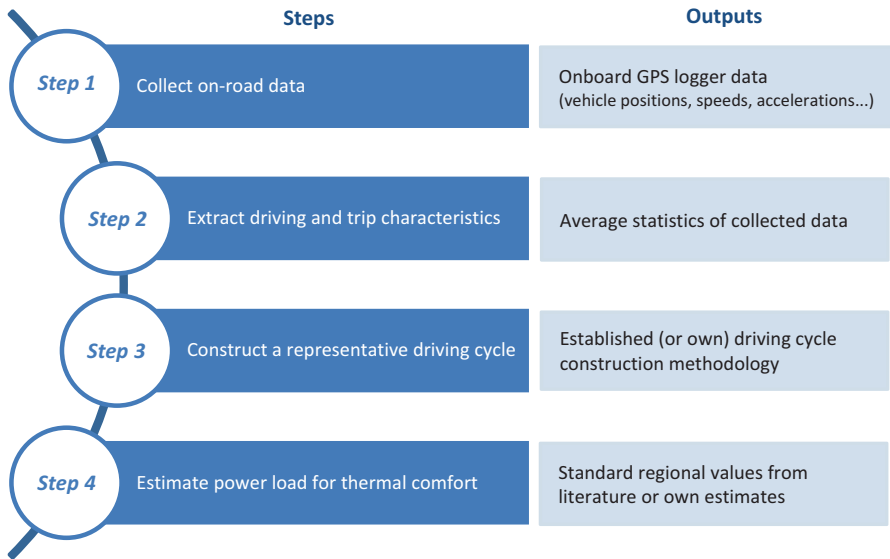 Steps
Outputs
Step 1
Collect on-road data
Onboard GPS logger data
(vehicle positions, speeds, accelerations...)
Step 2
Extract driving and trip characteristics
Average statistics of collected data
Step 3
Construct a representative driving cycle
Established (or own) driving cycle
construction methodology
Step 4
Estimate power load for thermal comfort
Standard regional values from
literature or own estimates